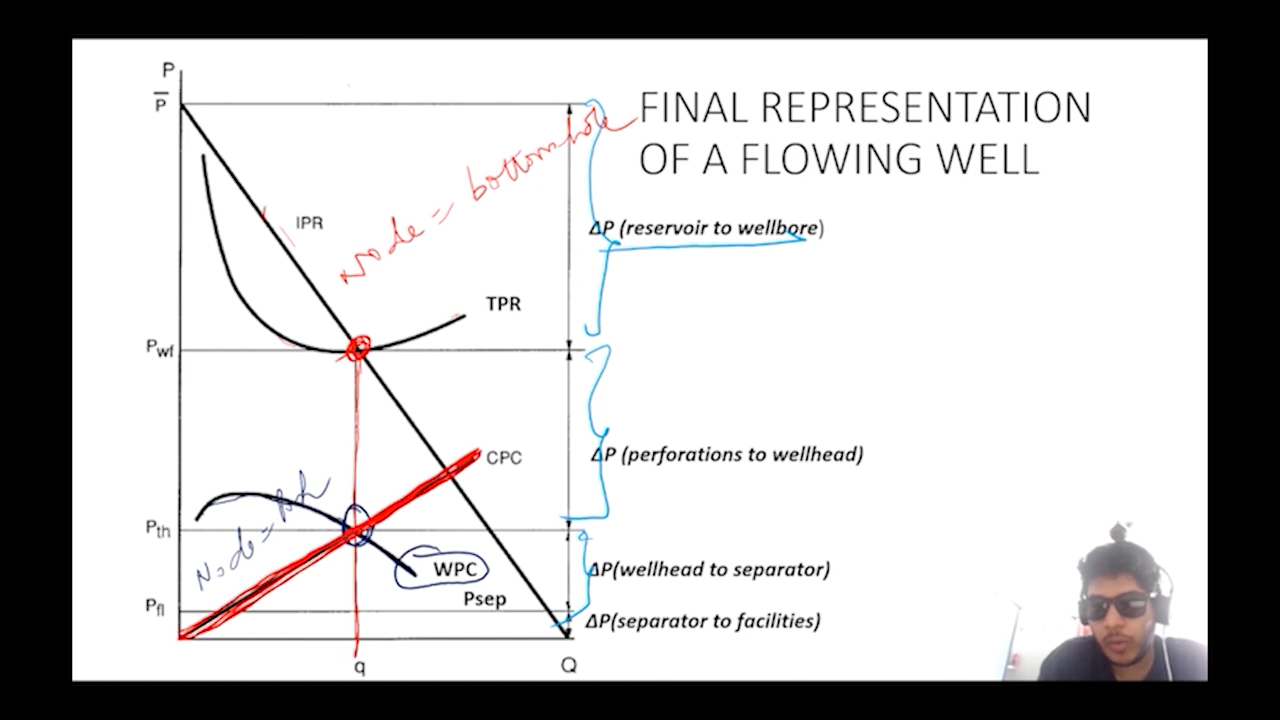 FINAL REPRESENTATION
OF A FLOWING WELL
P
P̅
IPR
Node = bottomhole
ΔP (reservoir to wellbore)
TPR
Pwf
CPC
ΔP (perforations to wellhead)
Node =
Pth
WPC
ΔP(wellhead to separator)
Psep
Pfl
ΔP(separator to facilities)
q
Q